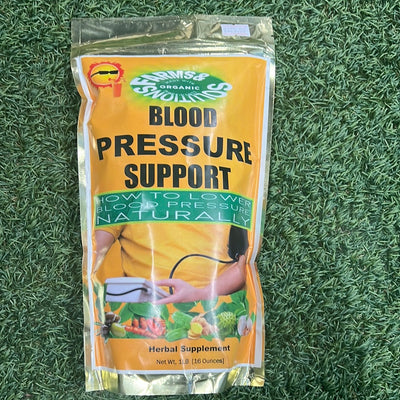 FARMS &
ORGANIC
SOLUTIONS
BLOOD
PRESSURE
SUPPORT
HOW TO LOWER
BLOOD PRESSURE
NATURALLY
Herbal Supplement
Net Wt. 1LB. (16 Ounces)